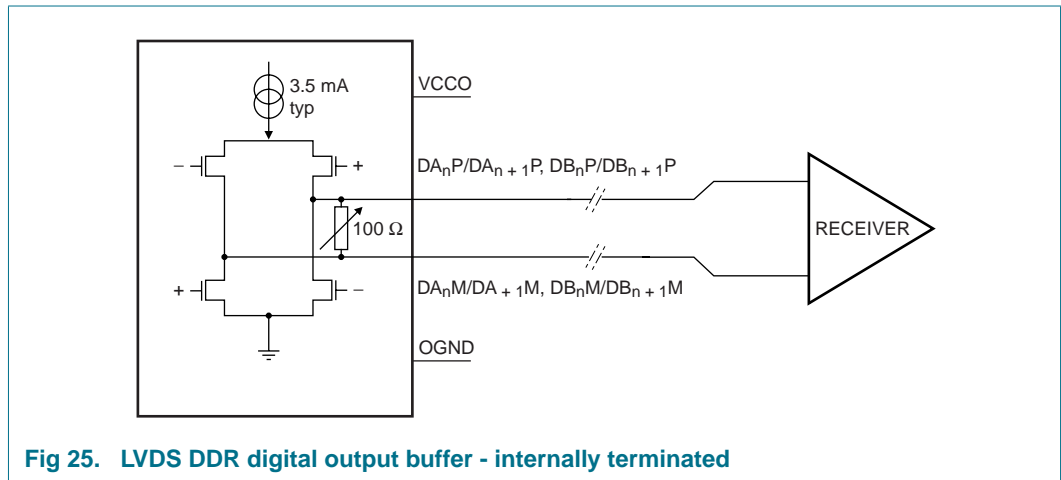 3.5 mA
typ
VCCO
− +
DAnP/DAn + 1P, DBnP/DBn + 1P
100 Ω
RECEIVER
+ −
DAnM/DA + 1M, DBnM/DBn + 1M
OGND
Fig 25. LVDS DDR digital output buffer - internally terminated